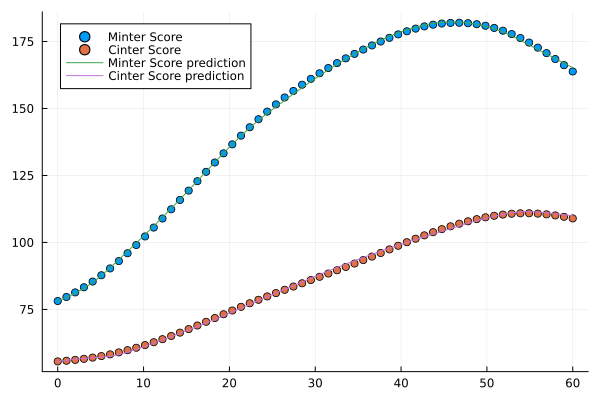 Minter Score
Cinter Score
Minter Score prediction
Cinter Score prediction
175
150
125
100
75
0 10 20 30 40 50 60